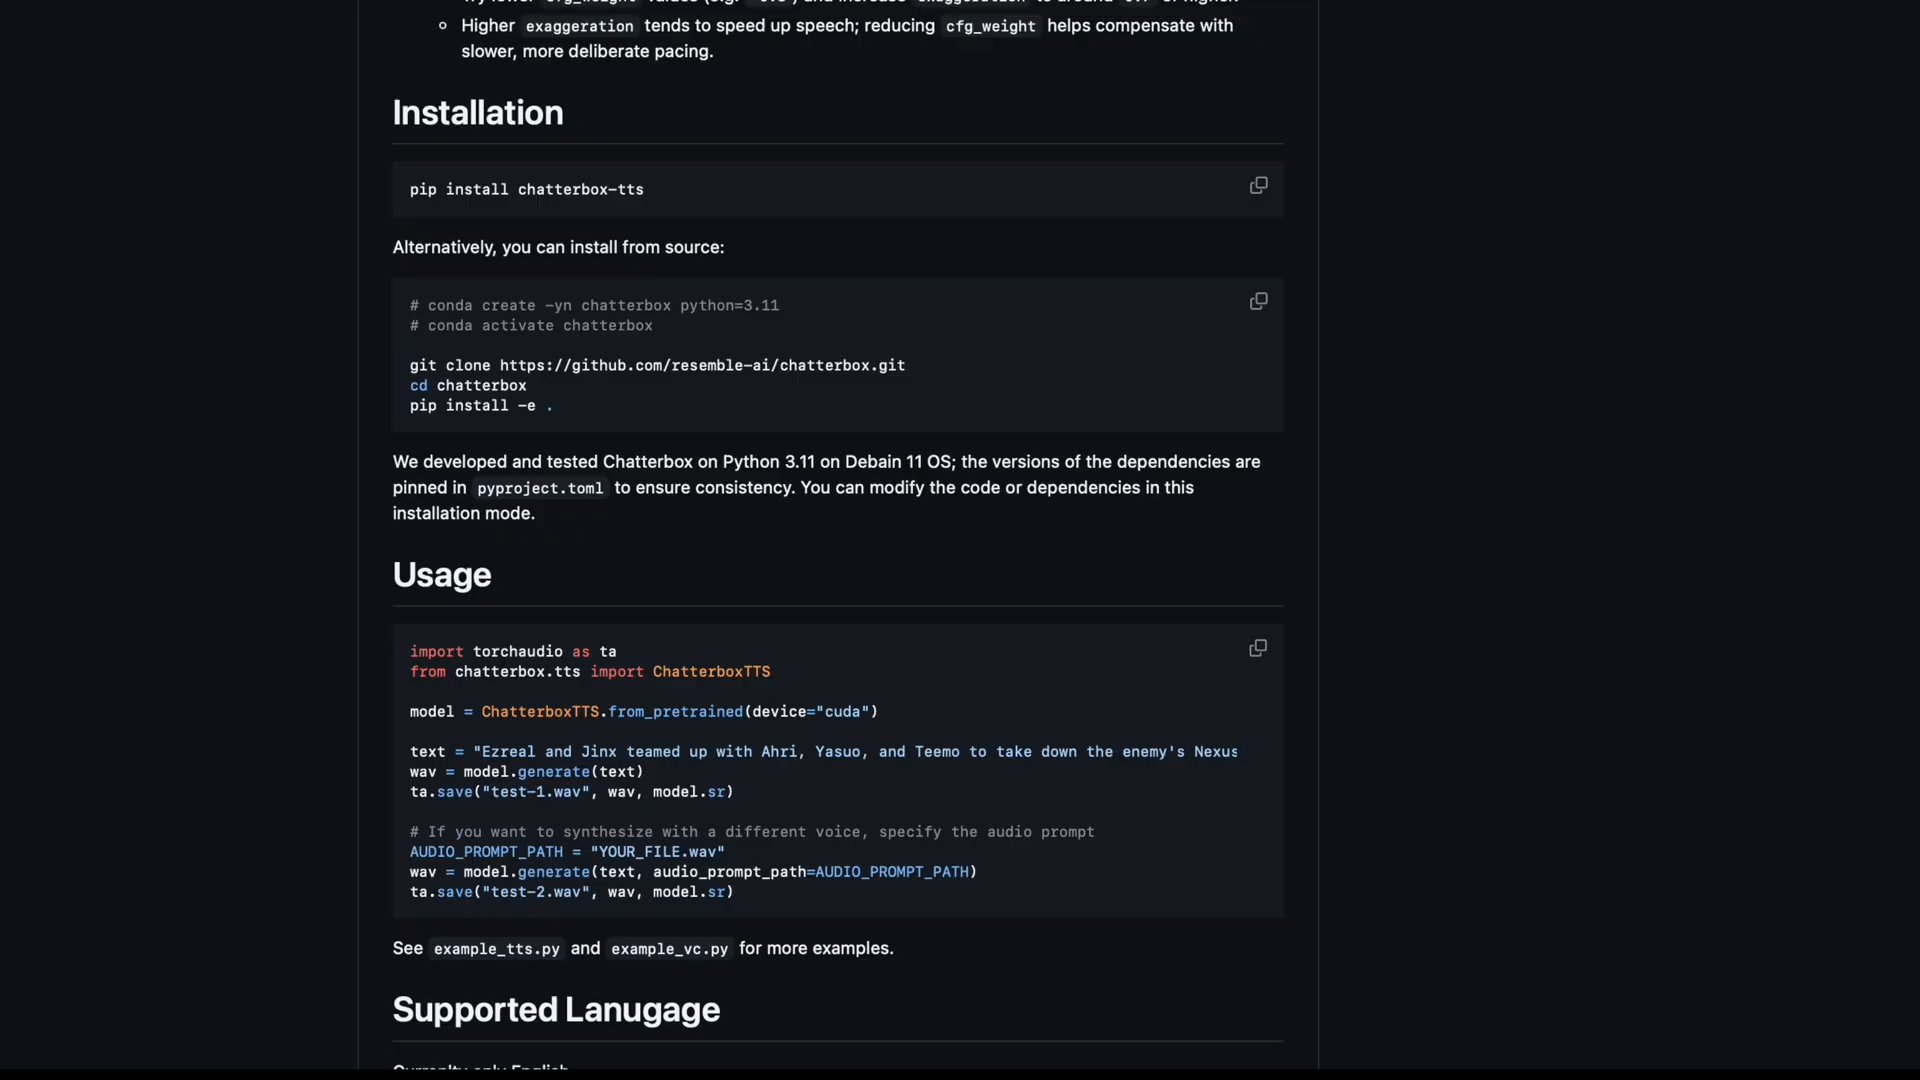 Higher exaggeration tends to speed up speech; reducing cfg_weight helps compensate with
slower, more deliberate pacing.
Installation
pip install chatterbox-tts
Alternatively, you can install from source:
# conda create -yn chatterbox python=3.11
# conda activate chatterbox
git clone https://github.com/resemble-ai/chatterbox.git
cd chatterbox
pip install -e .
We developed and tested Chatterbox on Python 3.11 on Debain 11 OS; the versions of the dependencies are
pinned in pyproject.toml to ensure consistency. You can modify the code or dependencies in this
installation mode.
Usage
import torchaudio as ta
from chatterbox.tts import ChatterboxTTS
model = ChatterboxTTS.from_pretrained(device="cuda")
text = "Ezreal and Jinx teamed up with Ahri, Yasuo, and Teemo to take down the enemy's Nexus
wav = model.generate(text)
ta.save("test-1.wav", wav, model.sr)
# If you want to synthesize with a different voice, specify the audio prompt
AUDIO_PROMPT_PATH = "YOUR_FILE.wav"
wav = model.generate(text, audio_prompt_path=AUDIO_PROMPT_PATH)
ta.save("test-2.wav", wav, model.sr)
See example_tts.py and example_vc.py for more examples.
Supported Lanugage